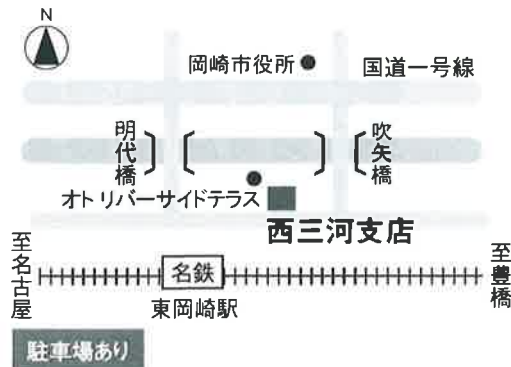 N
岡崎市役所
国道一号線
明代橋
吹矢橋
オト リバーサイドテラス
西三河支店
至名古屋
名鉄
至豊橋
東岡崎駅
駐車場あり